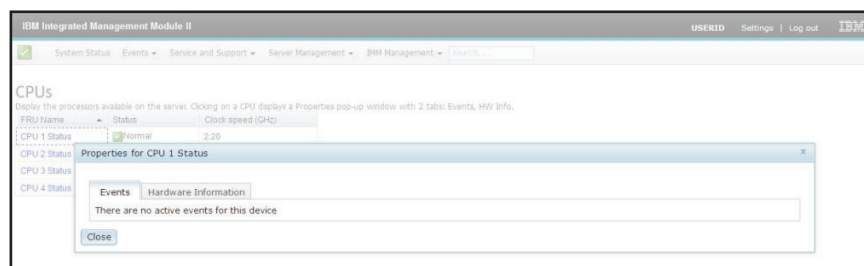 IBM Integrated Management Module II
USERID Settings | Log out IBM
System Status Events Service and Support Server Management IMM Management Search...
CPUs
Display the processors available on the server. Clicking on a CPU displays a Properties pop-up window with 2 tabs: Events, HW Info.
FRU Name Status Clock speed (GHz)
CPU 1 Status Normal 2.20
CPU 2 Status
CPU 3 Status
CPU 4 Status
Properties for CPU 1 Status x
Events Hardware Information
There are no active events for this device
Close